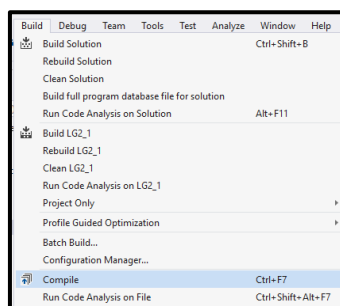 Build Debug Team Tools Test Analyze Window Help
Build Solution Ctrl+Shift+B
Rebuild Solution
Clean Solution
Build full program database file for solution
Run Code Analysis on Solution Alt+F11
Build LG2_1
Rebuild LG2_1
Clean LG2_1
Run Code Analysis on LG2_1
Project Only
Profile Guided Optimization
Batch Build...
Configuration Manager...
Compile Ctrl+F7
Run Code Analysis on File Ctrl+Shift+Alt+F7